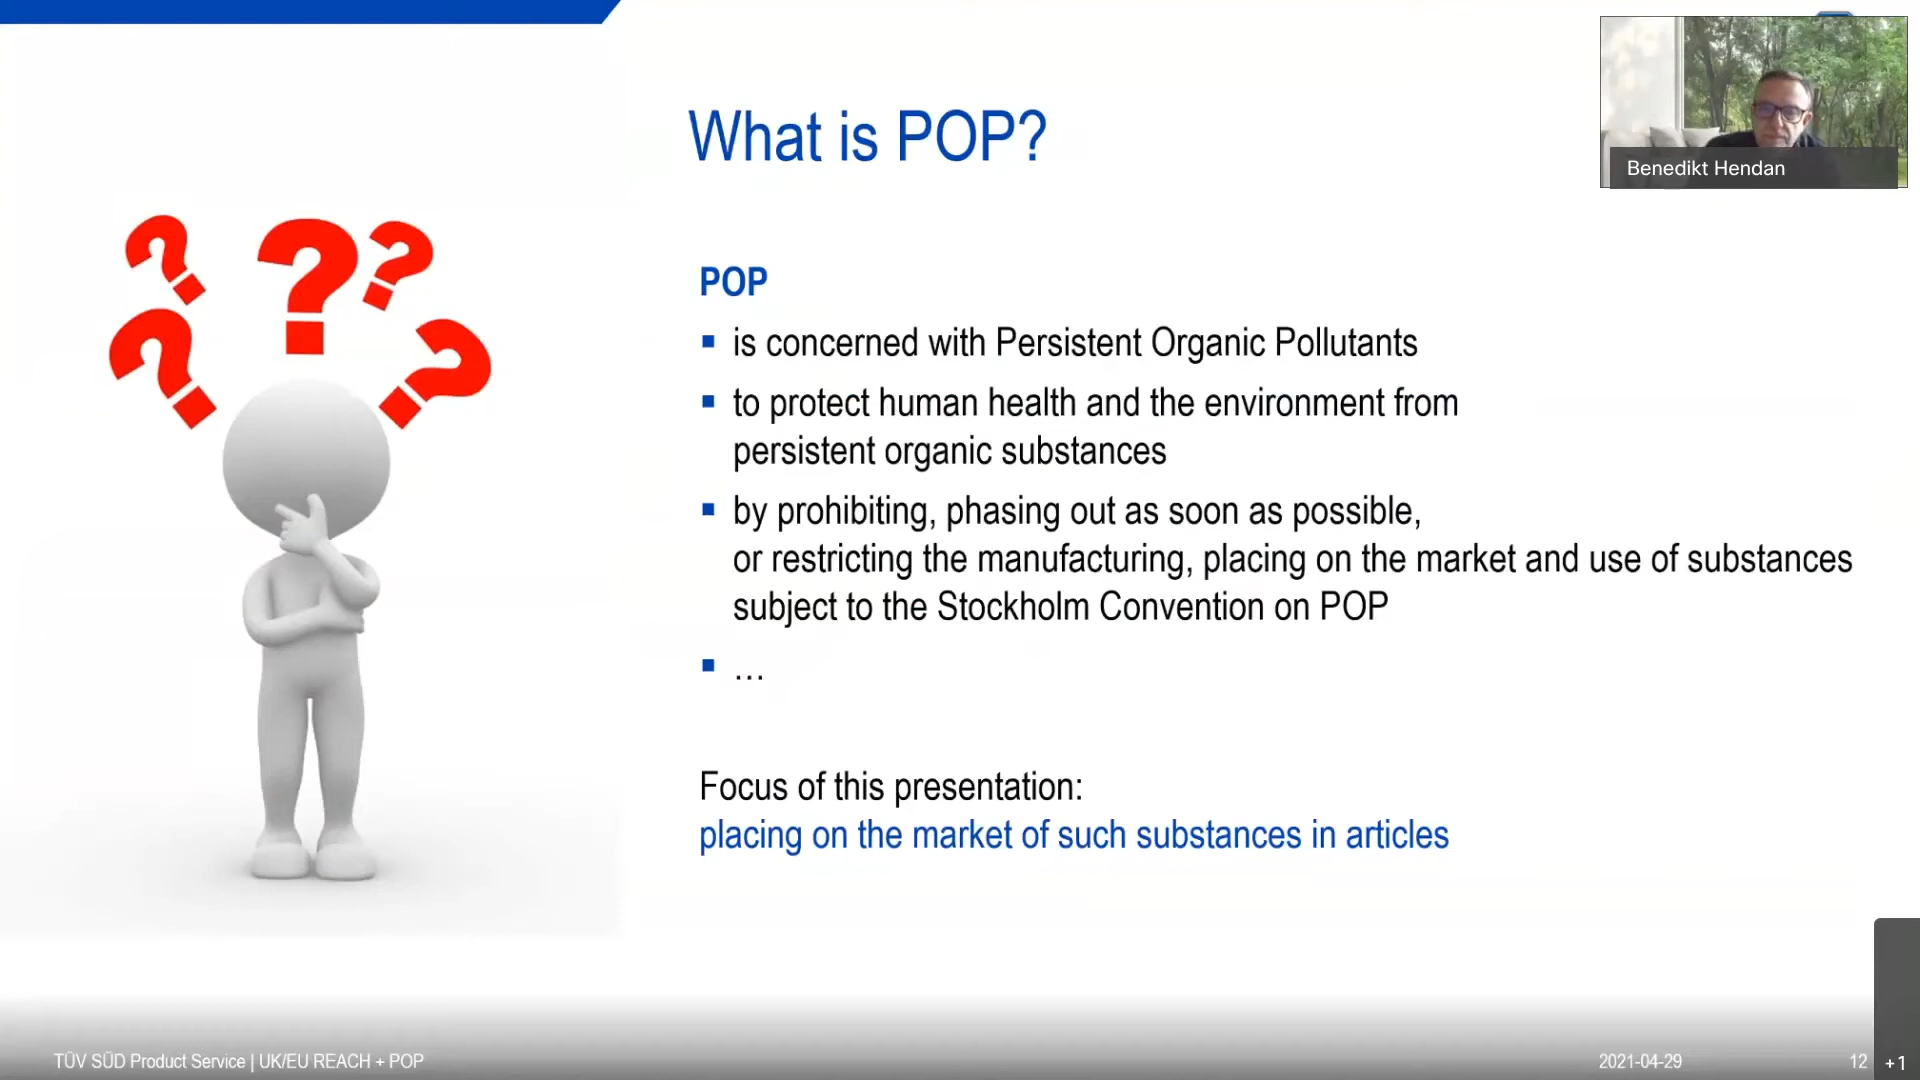 What is POP?
Benedikt Hendan
POP
is concerned with Persistent Organic Pollutants
to protect human health and the environment from
persistent organic substances
by prohibiting, phasing out as soon as possible,
or restricting the manufacturing, placing on the market and use of substances
subject to the Stockholm Convention on POP
…
Focus of this presentation:
placing on the market of such substances in articles
TÜV SÜD Product Service | UK/EU REACH + POP
2021-04-29
12
+1